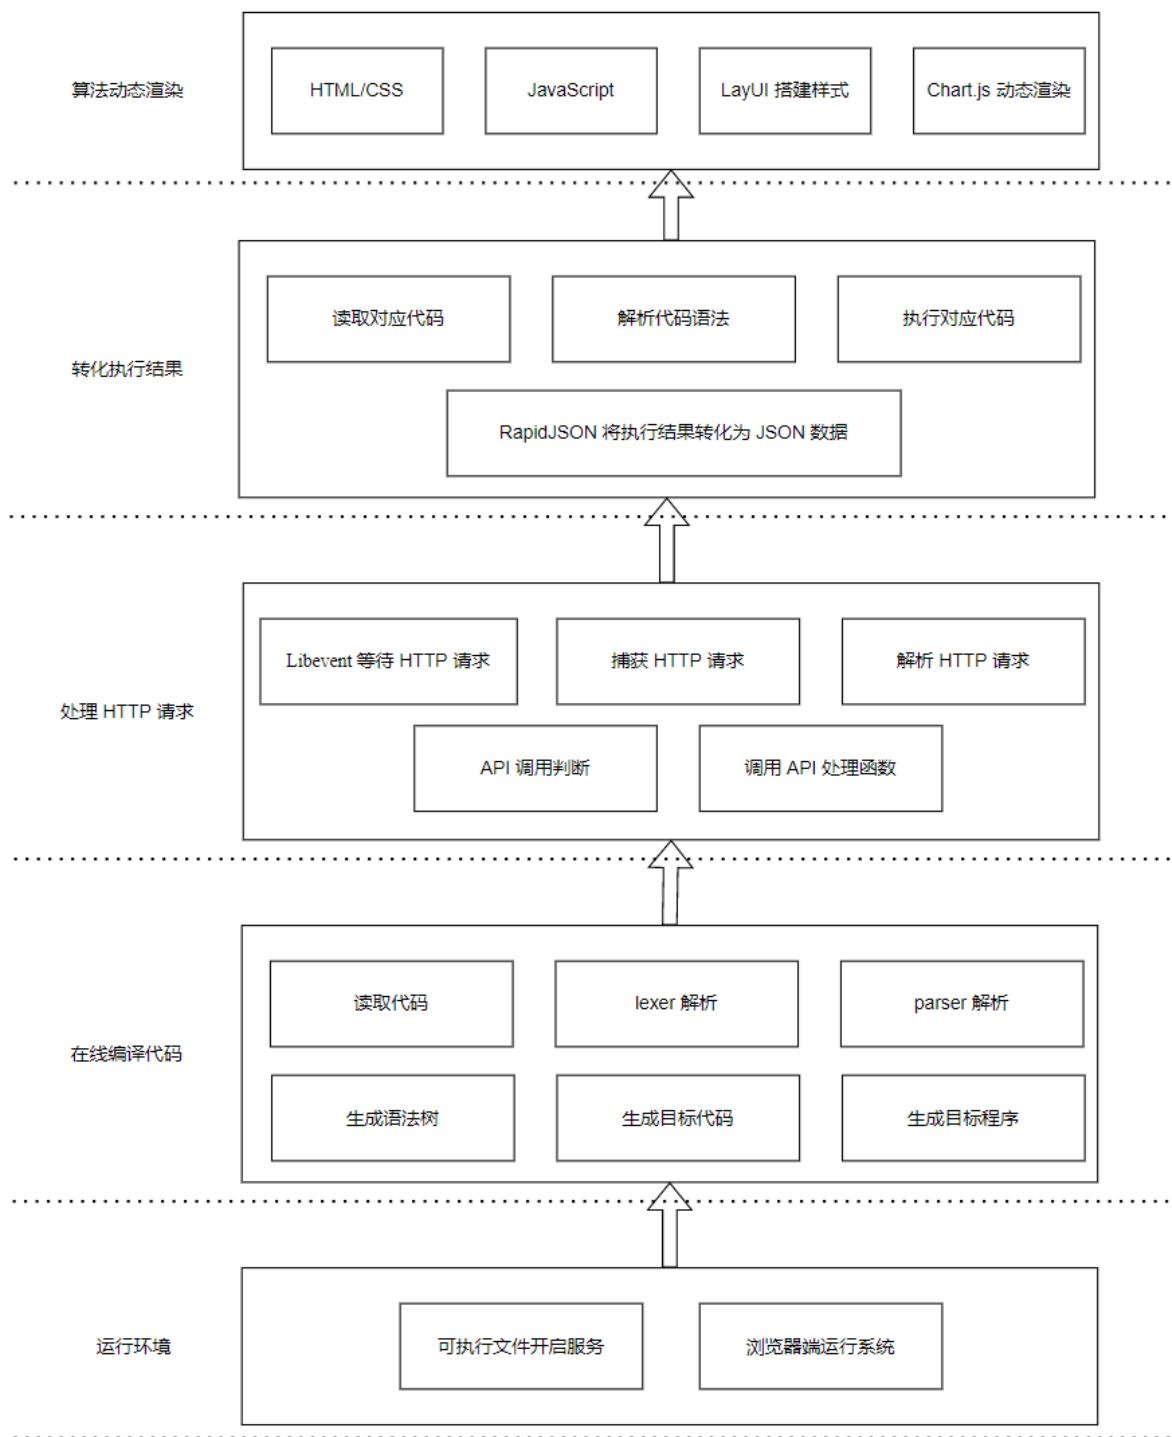 算法动态渲染
HTML/CSS
JavaScript
LayUI 搭建样式
Chart.js 动态渲染
转化执行结果
读取对应代码
解析代码语法
执行对应代码
RapidJSON 将执行结果转化为 JSON 数据
处理 HTTP 请求
Libevent 等待 HTTP 请求
捕获 HTTP 请求
解析 HTTP 请求
API 调用判断
调用 API 处理函数
在线编译代码
读取代码
lexer 解析
parser 解析
生成语法树
生成目标代码
生成目标程序
运行环境
可执行文件开启服务
浏览器端运行系统